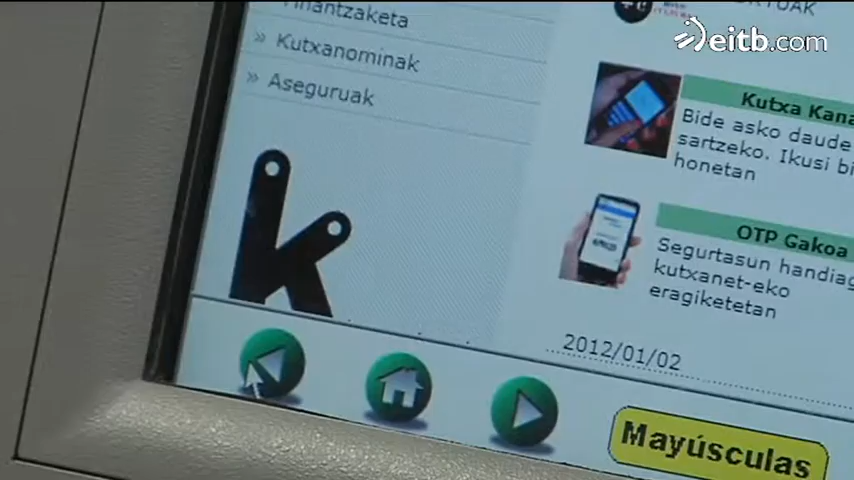 Finantzaketa
» Kutxanominak
» Aseguruak
eitb.com
Kutxa Kana
Bide asko daude
sartzeko. Ikusi bi
honetan
OTP Gakoa
Segurtasun handiag
kutxanet-eko
eragiketetan
2012/01/02
Mayúsculas
k